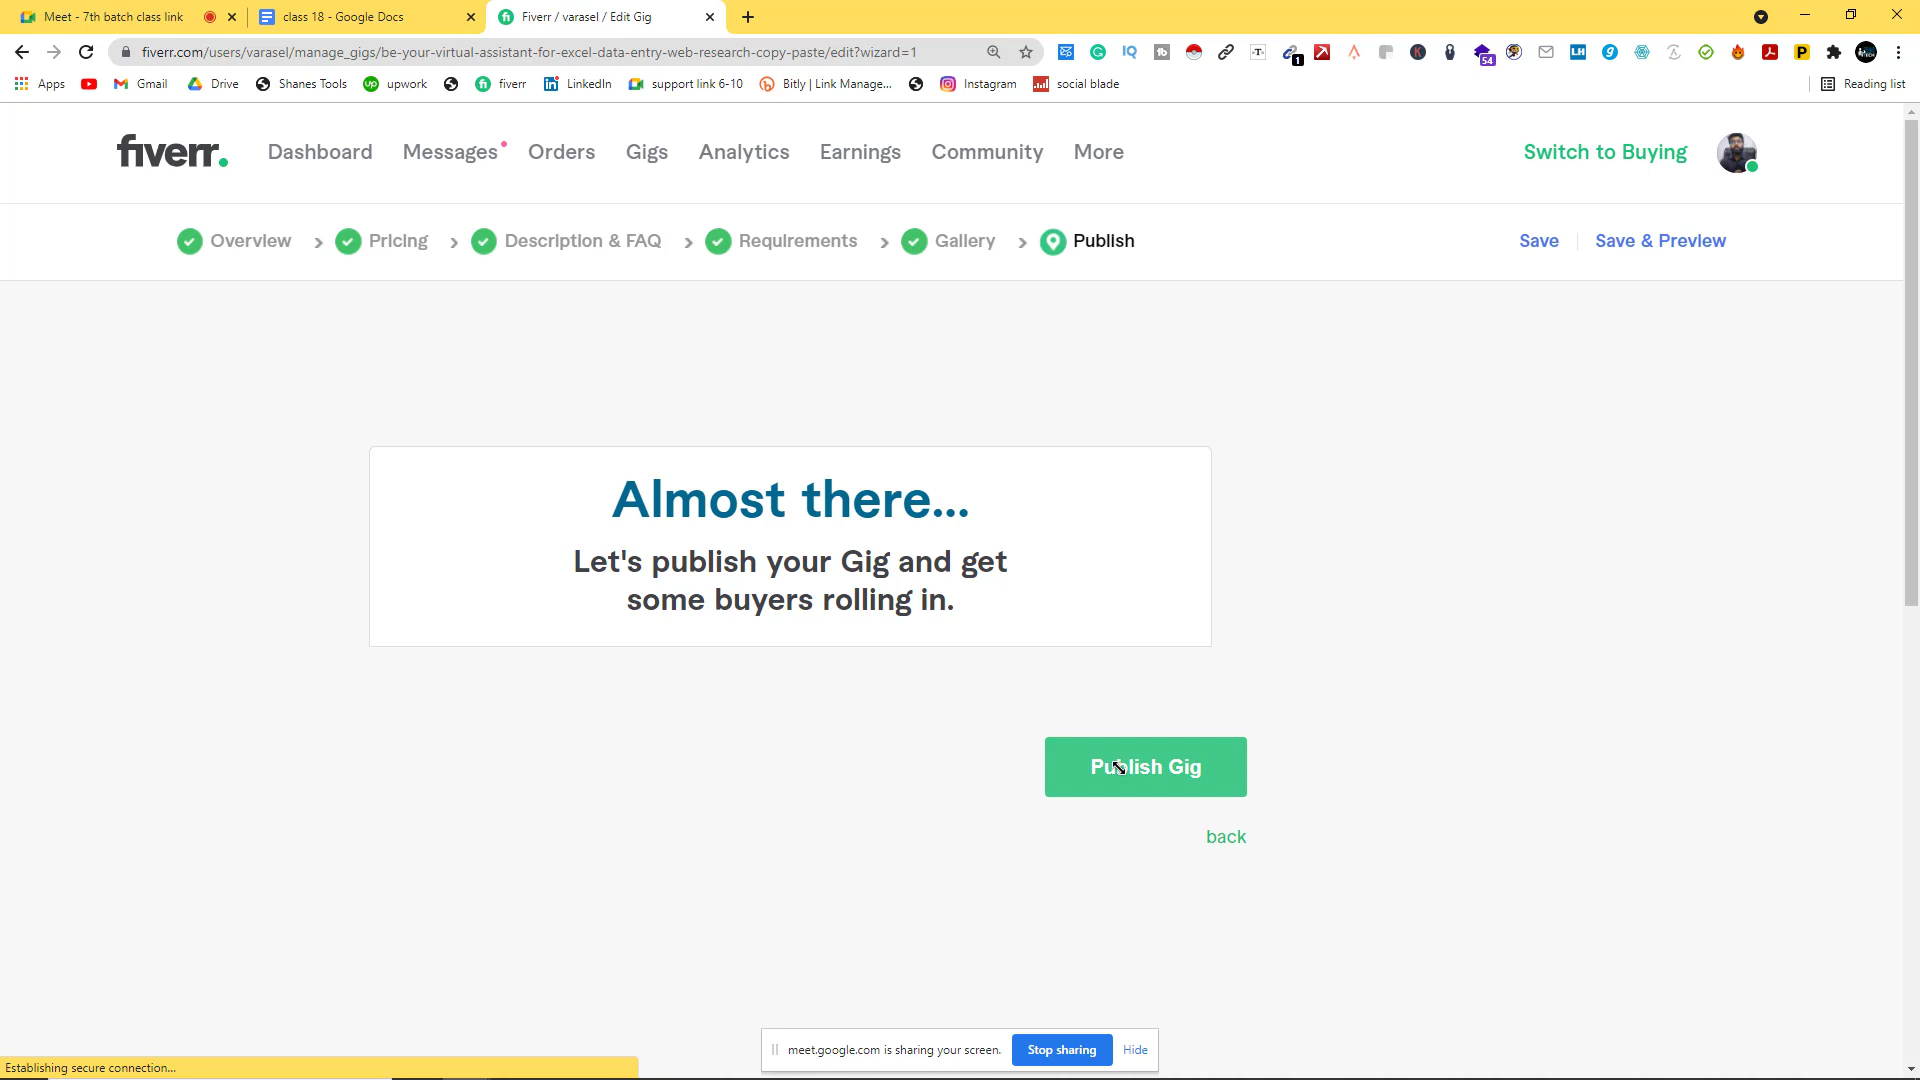 Meet - 7th batch class link
class 18 - Google Docs
Fiverr / varasel / Edit Gig
fiverr.com/users/varasel/manage_gigs/be-your-virtual-assistant-for-excel-data-entry-web-research-copy-paste/edit?wizard=1
Apps
Gmail
Drive
Shanes Tools
upwork
fiverr
LinkedIn
support link 6-10
Bitly | Link Manage...
Instagram
social blade
Reading list
fiverr.
Dashboard
Messages
Orders
Gigs
Analytics
Earnings
Community
More
Switch to Buying
Overview
Pricing
Description & FAQ
Requirements
Gallery
Publish
Save
Save & Preview
Almost there...
Let's publish your Gig and get
some buyers rolling in.
Publish Gig
back
meet.google.com is sharing your screen.
Stop sharing
Hide
Establishing secure connection...